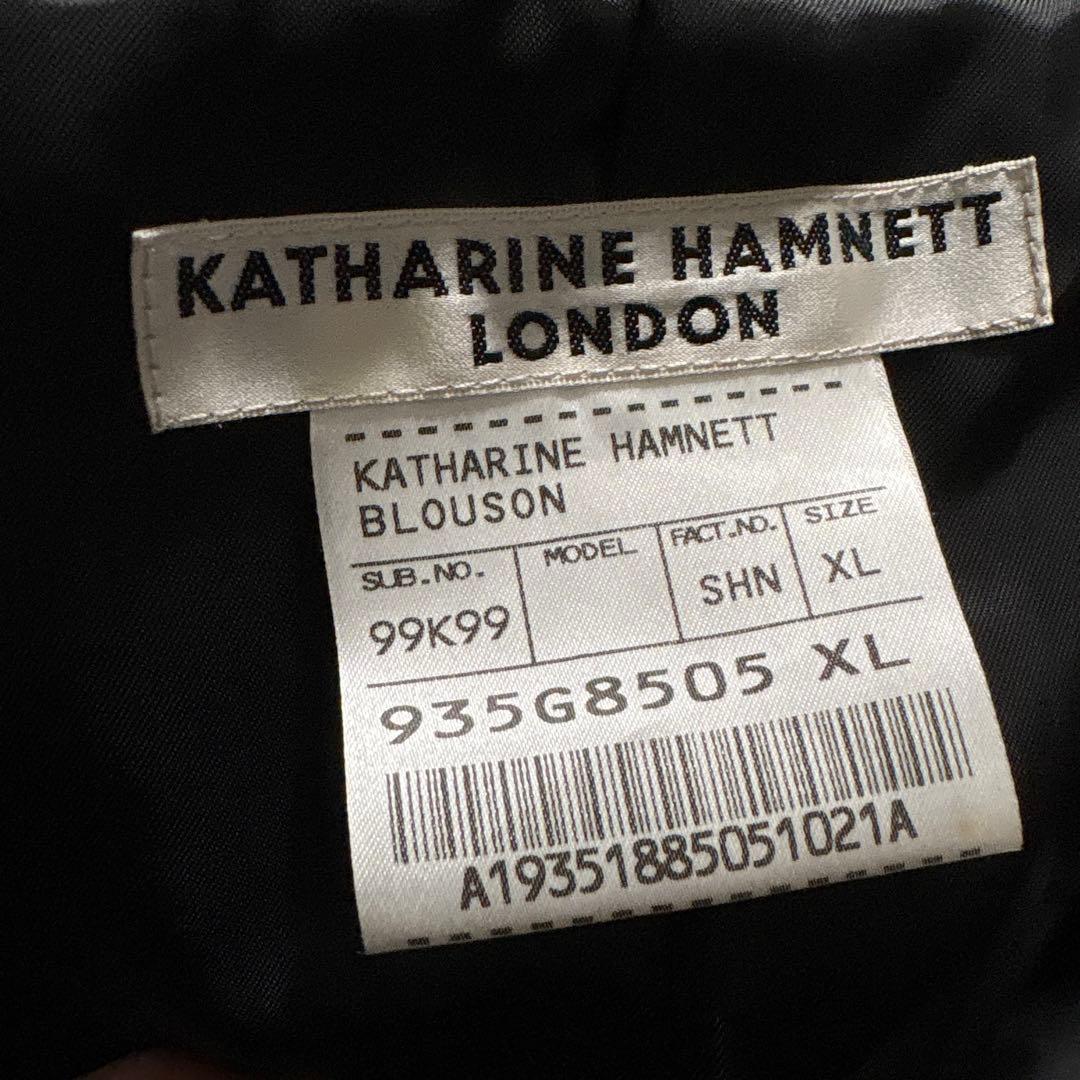 KATHARINE HAMNETT
LONDON
KATHARINE HAMNETT
BLOUSON
SUB.NO. MODEL FACT.NO. SIZE
99K99 SHN XL
935G8505 XL
A19351885051021A